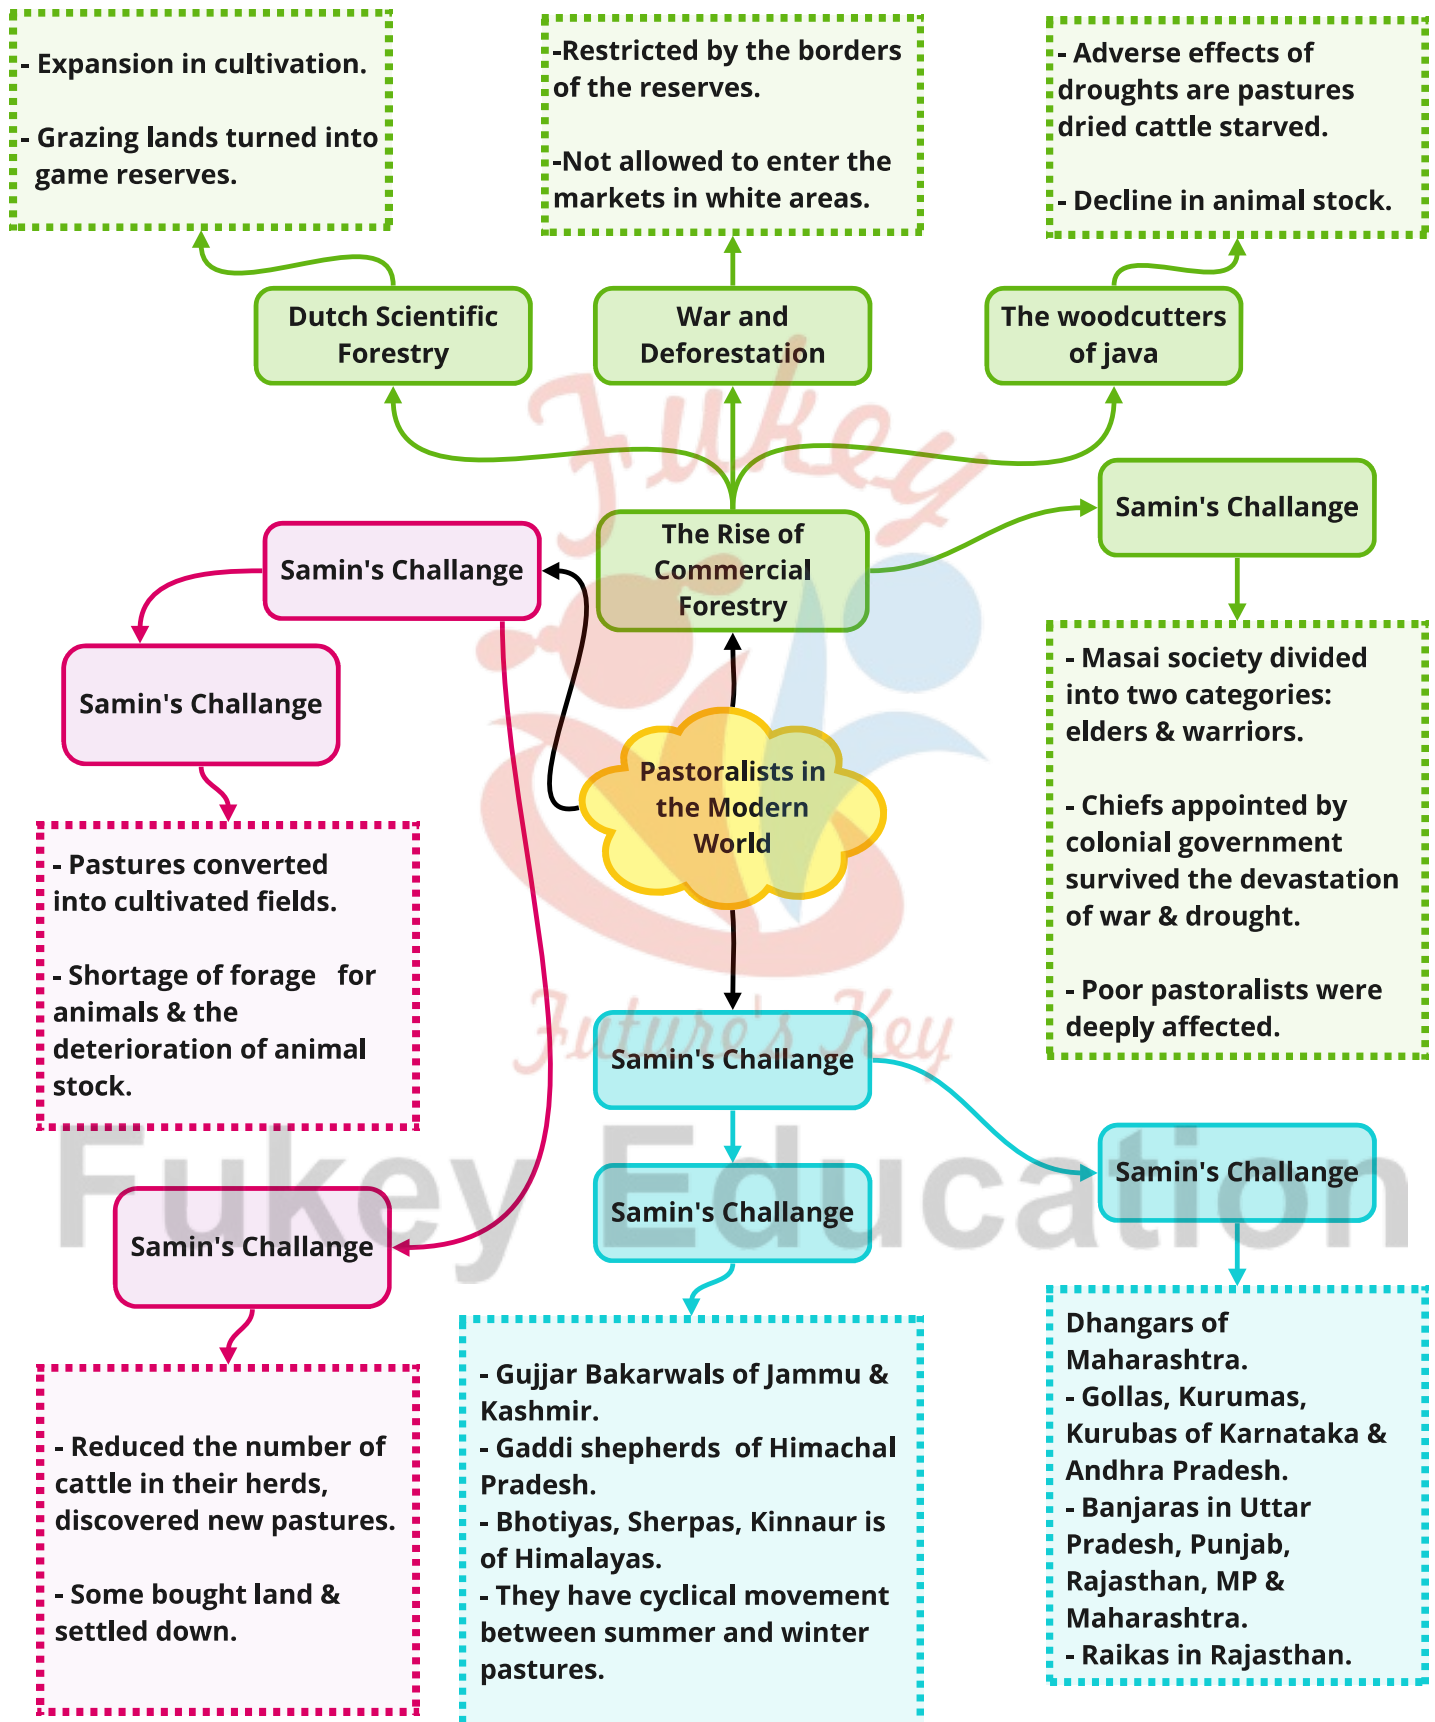 - Expansion in cultivation.
- Grazing lands turned into
game reserves.
-Restricted by the borders
of the reserves.
-Not allowed to enter the
markets in white areas.
- Adverse effects of
droughts are pastures
dried cattle starved.
- Decline in animal stock.
Dutch Scientific
Forestry
War and
Deforestation
The woodcutters
of java
Fukey
Samin's Challange
The Rise of
Commercial
Forestry
Samin's Challange
Samin's Challange
- Masai society divided
into two categories:
elders & warriors.
- Chiefs appointed by
colonial government
survived the devastation
of war & drought.
- Poor pastoralists were
deeply affected.
Pastoralists in
the Modern
World
- Pastures converted
into cultivated fields.
- Shortage of forage   for
animals & the
deterioration of animal
stock.
Future's Key
Samin's Challange
Fukey Education
Samin's Challange
Samin's Challange
Samin's Challange
- Reduced the number of
cattle in their herds,
discovered new pastures.
- Some bought land &
settled down.
- Gujjar Bakarwals of Jammu &
Kashmir.
- Gaddi shepherds  of Himachal
Pradesh.
- Bhotiyas, Sherpas, Kinnaur is
of Himalayas.
- They have cyclical movement
between summer and winter
pastures.
Dhangars of
Maharashtra.
- Gollas, Kurumas,
Kurubas of Karnataka &
Andhra Pradesh.
- Banjaras in Uttar
Pradesh, Punjab,
Rajasthan, MP &
Maharashtra.
- Raikas in Rajasthan.